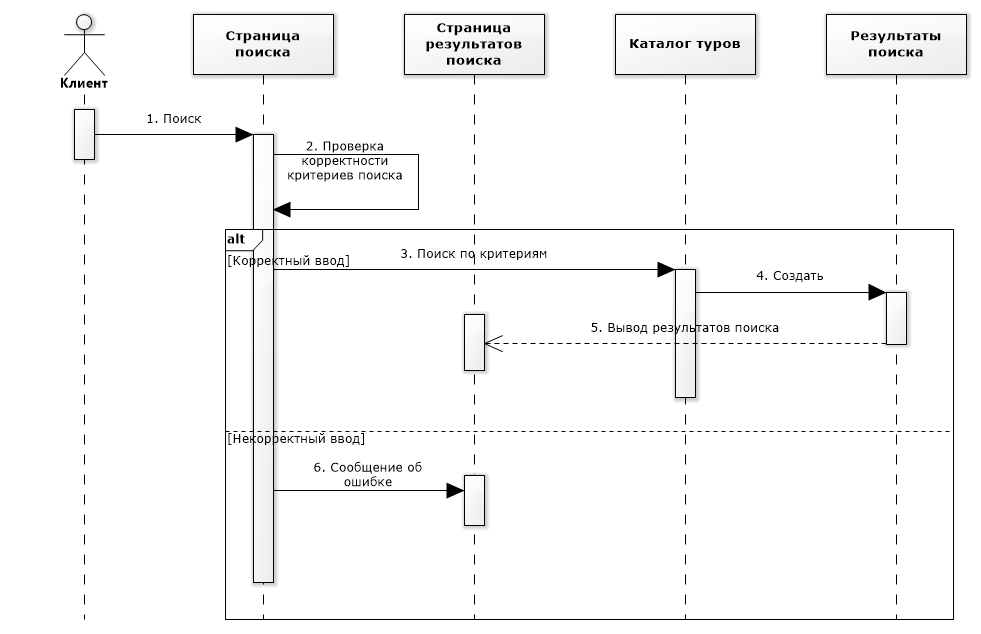 Клиент
Страница
поиска
Страница
результатов
поиска
Каталог туров
Результаты
поиска
1. Поиск
2. Проверка
корректности
критериев поиска
alt
[Корректный ввод]
3. Поиск по критериям
4. Создать
5. Вывод результатов поиска
[Некорректный ввод]
6. Сообщение об
ошибке